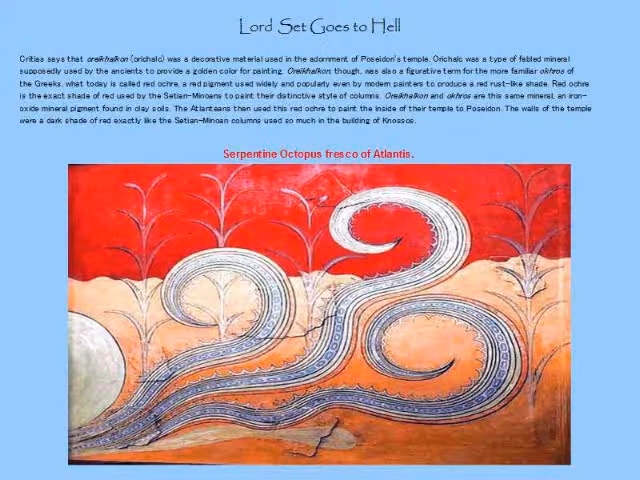 Lord Set Goes to Hell
Critias says that oreikhalkon (orichalc) was a decorative material used in the adornment of Poseidon's temple. Orichalc was a type of fabled mineral
supposedly used by the ancients to provide a golden color for painting. Oreikhalkon, though, was also a figurative term for the more familiar okhros of
the Greeks, what today is called red ochre, a red pigment used widely and popularly even by modern painters to produce a red rust-like shade. Red ochre
is the exact shade of red used by the Setian-Minoans to paint their distinctive style of columns. Oreikhalkon and okhros are this same mineral, an iron-
oxide mineral pigment found in clay soils. The Atlanteans then used this red ochre to paint the inside of their temple to Poseidon. The walls of the temple
were a dark shade of red exactly like the Setian-Minoan columns used so much in the building of Knossos.
Serpentine Octopus fresco of Atlantis.